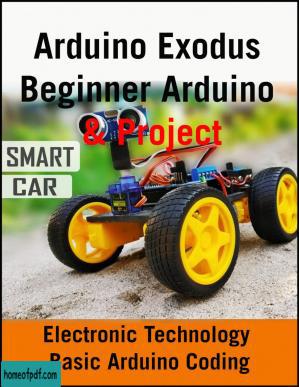 Arduino Exodus
Beginner Arduino
& Project
SMART
CAR
Electronic Technology
Basic Arduino Coding
homeofpdf.com